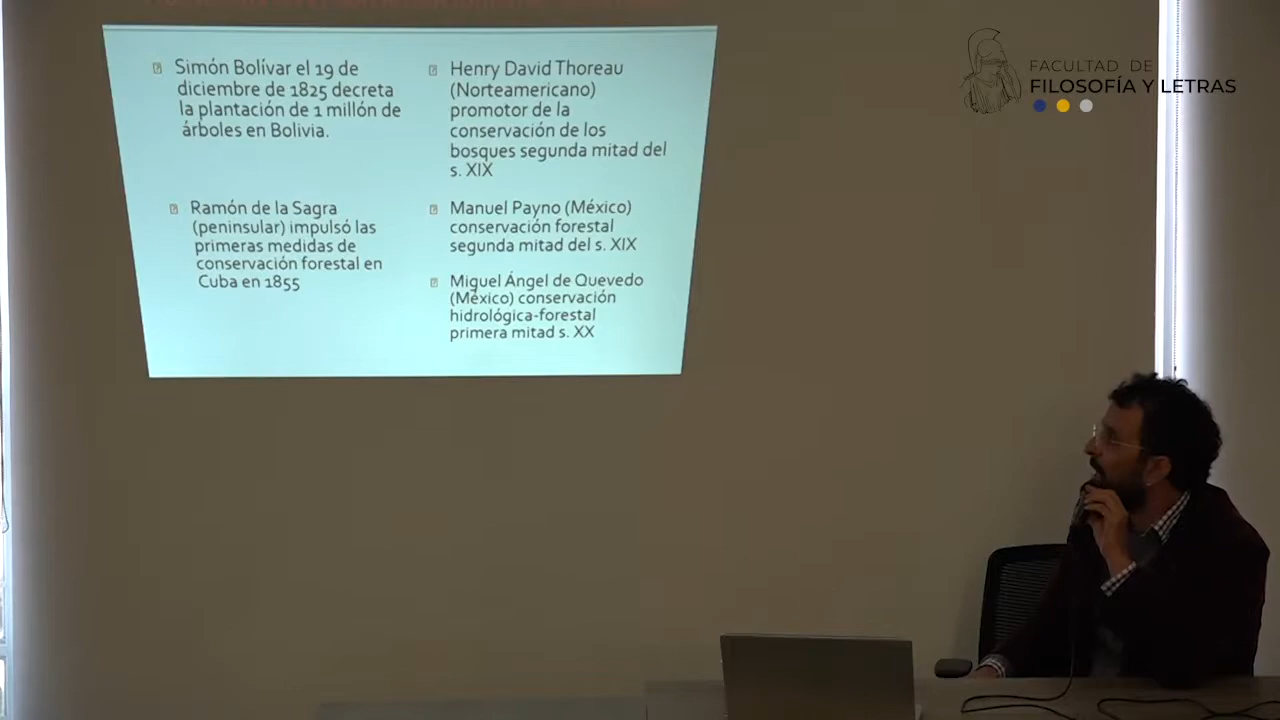 Simón Bolívar el 19 de
diciembre de 1825 decreta
la plantación de 1 millón de
árboles en Bolivia.
Ramón de la Sagra
(peninsular) impulsó las
primeras medidas de
conservación forestal en
Cuba en 1855
Henry David Thoreau
(Norteamericano)
promotor de la
conservación de los
bosques segunda mitad del
s. XIX
Manuel Payno (México)
conservación forestal
segunda mitad del s. XIX
Miguel Ángel de Quevedo
(México) conservación
hidrológica-forestal
primera mitad s. XX
FACULTAD DE
FILOSOFÍA Y LETRAS